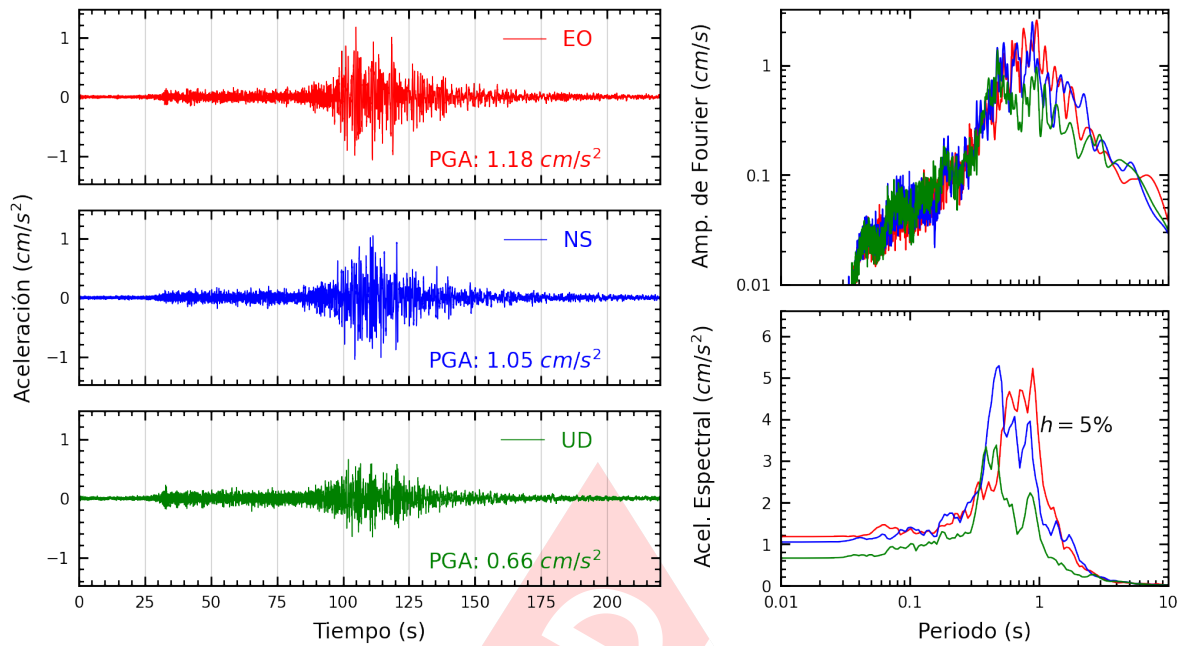 Aceleración (cm/s²)
1
0
−1
EO
PGA: 1.18 cm/s²
1
0
−1
NS
PGA: 1.05 cm/s²
1
0
−1
UD
PGA: 0.66 cm/s²
0 25 50 75 100 125 150 175 200
Tiempo (s)
Amp. de Fourier (cm/s)
1
0.1
0.01
Acel. Espectral (cm/s²)
6
5
4
3
2
1
0
h = 5%
0.01 0.1 1 10
Periodo (s)